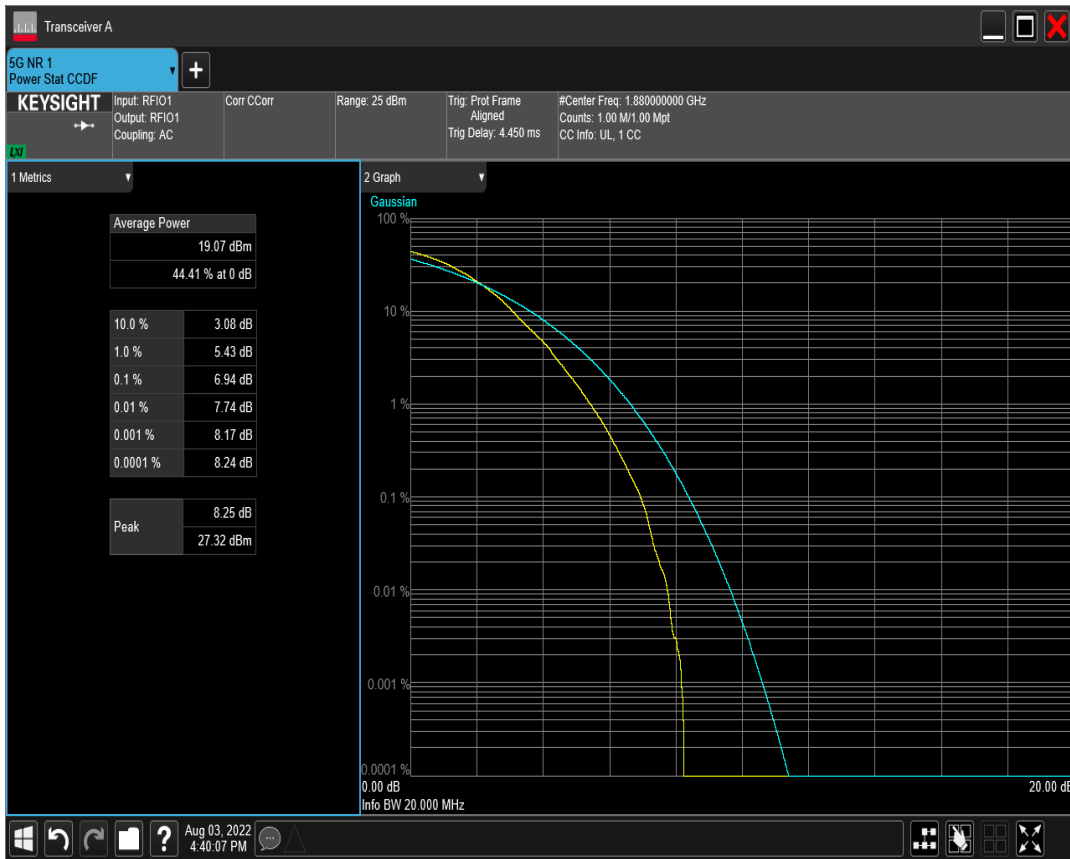 Transceiver A
5G NR 1
Power Stat CCDF
KEYSIGHT
LXI
Input: RFIO1
Output: RFIO1
Coupling: AC
Corr CCorr
Range: 25 dBm
Trig: Prot Frame
Aligned
Trig Delay: 4.450 ms
#Center Freq: 1.880000000 GHz
Counts: 1.00 M/1.00 Mpt
CC Info: UL, 1 CC
1 Metrics
Average Power
19.07 dBm
44.41 % at 0 dB
10.0 % 3.08 dB
1.0 % 5.43 dB
0.1 % 6.94 dB
0.01 % 7.74 dB
0.001 % 8.17 dB
0.0001 % 8.24 dB
Peak
8.25 dB
27.32 dBm
2 Graph
Gaussian
100 %
10 %
1 %
0.1 %
0.01 %
0.001 %
0.0001 %
0.00 dB 20.00 dB
Info BW 20.000 MHz
Aug 03, 2022
4:40:07 PM